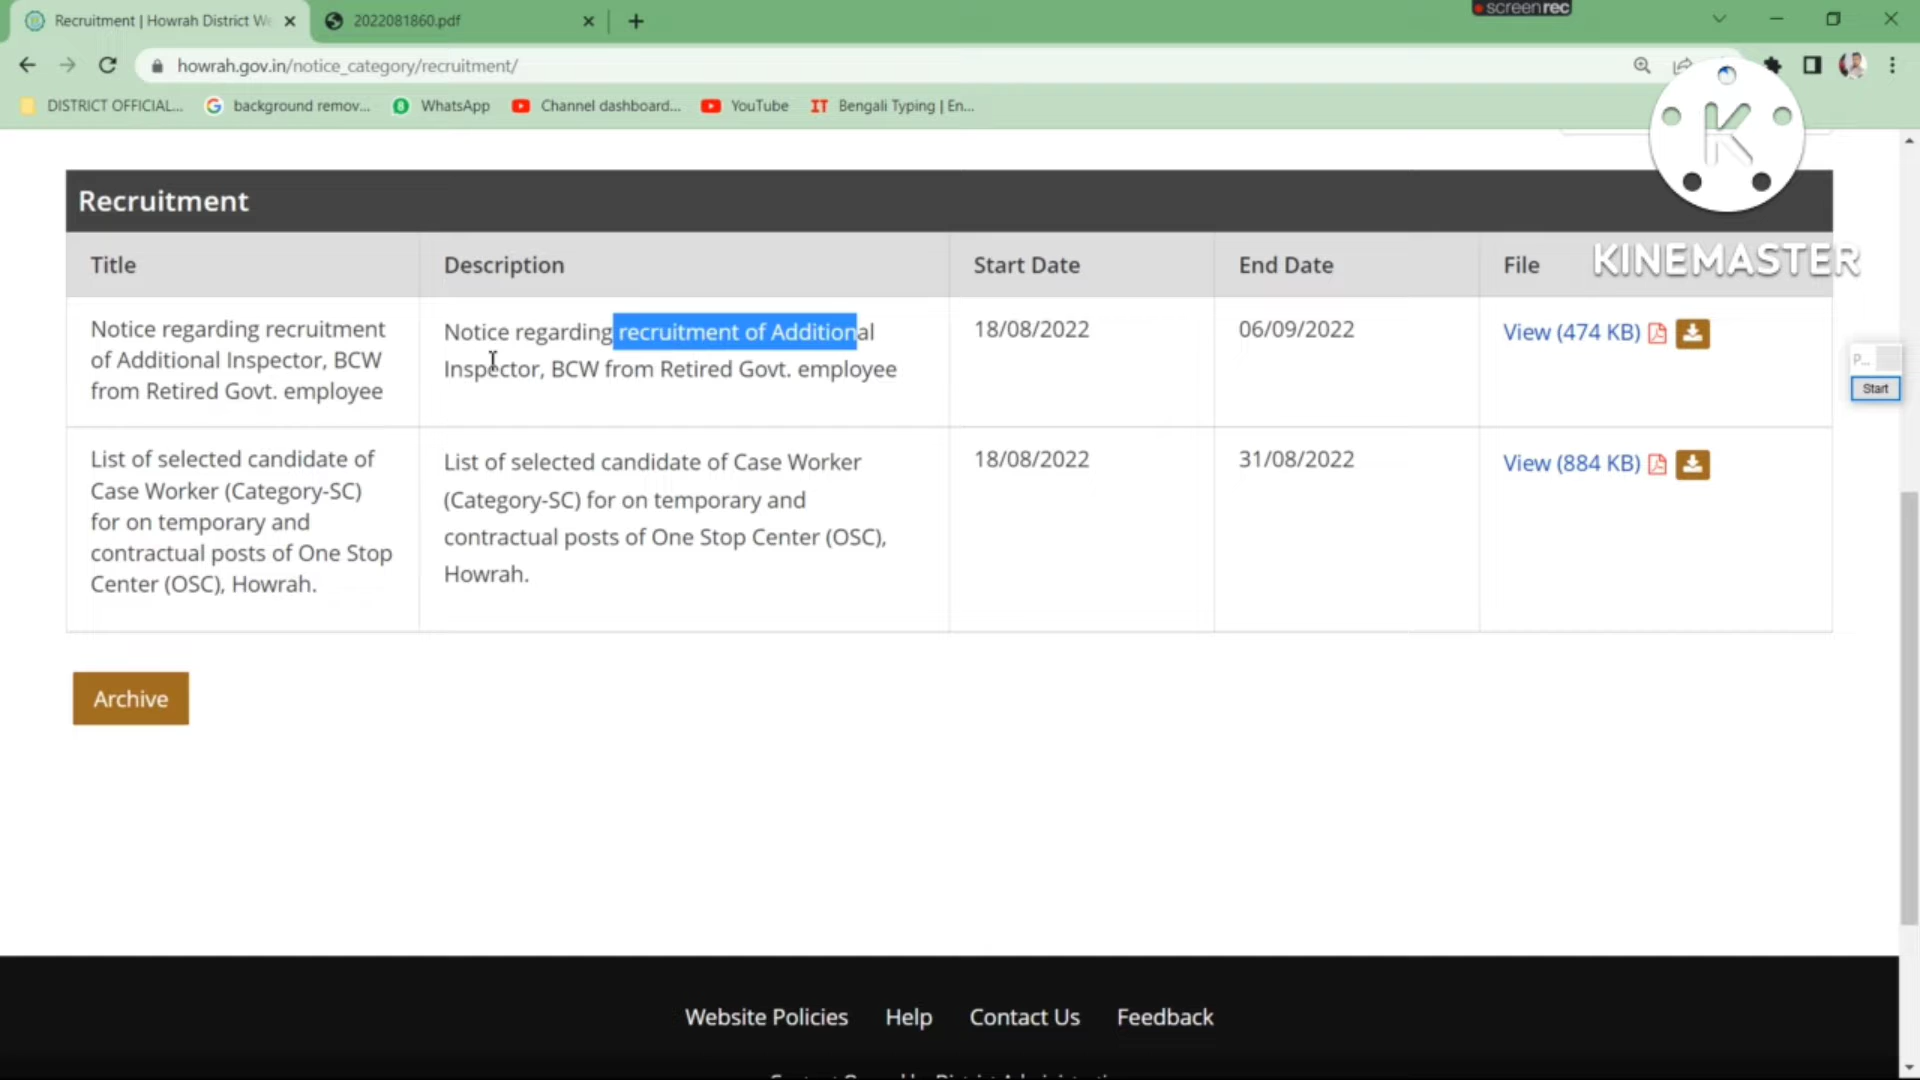 screenrec
Recruitment | Howrah District We
2022081860.pdf
howrah.gov.in/notice_category/recruitment/
DISTRICT OFFICIAL...
background remov...
WhatsApp
Channel dashboard...
YouTube
IT Bengali Typing | En...
K
KINEMASTER
Recruitment
Title
Description
Start Date
End Date
File
Notice regarding recruitment
of Additional Inspector, BCW
from Retired Govt. employee
Notice regarding recruitment of Additional
Inspector, BCW from Retired Govt. employee
18/08/2022
06/09/2022
View (474 KB)
P...
Start
List of selected candidate of
Case Worker (Category-SC)
for on temporary and
contractual posts of One Stop
Center (OSC), Howrah.
List of selected candidate of Case Worker
(Category-SC) for on temporary and
contractual posts of One Stop Center (OSC),
Howrah.
18/08/2022
31/08/2022
View (884 KB)
Archive
Website Policies
Help
Contact Us
Feedback